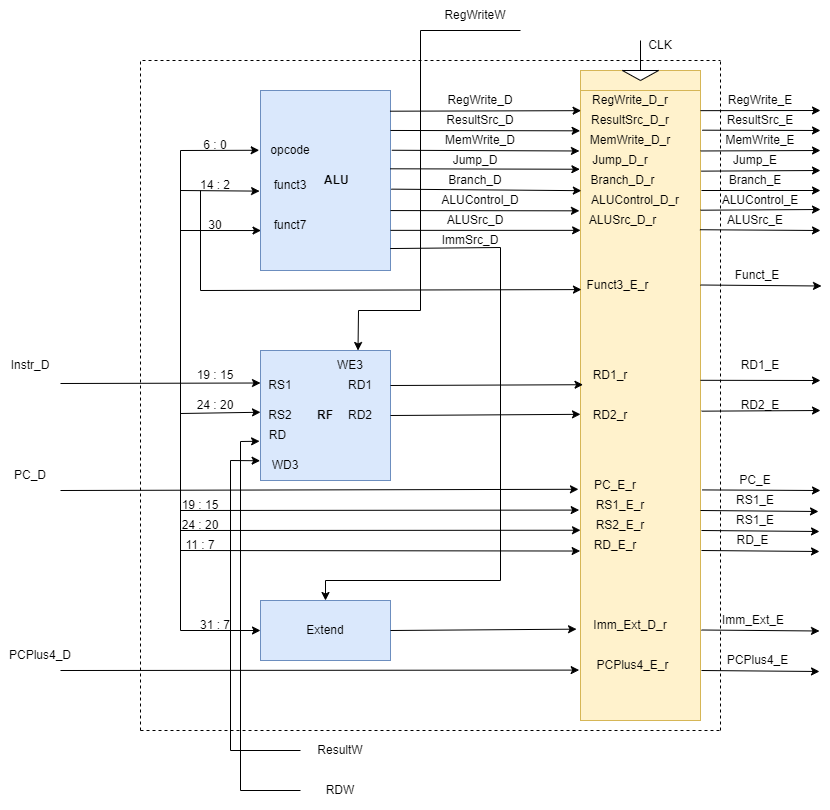 RegWriteW
CLK
RegWrite_D
RegWrite_D_r
RegWrite_E
ResultSrc_D
ResultSrc_D_r
ResultSrc_E
MemWrite_D
MemWrite_D_r
MemWrite_E
6 : 0
opcode
Jump_D
Jump_D_r
Jump_E
14 : 2
funct3
ALU
Branch_D
Branch_D_r
Branch_E
ALUControl_D
ALUControl_D_r
ALUControl_E
30
funct7
ALUSrc_D
ALUSrc_D_r
ALUSrc_E
ImmSrc_D
Funct3_E_r
Funct_E
Instr_D
19 : 15
WE3
RS1
RD1
RD1_r
RD1_E
24 : 20
RS2
RF
RD2
RD2_r
RD2_E
RD
WD3
PC_D
PC_E_r
PC_E
19 : 15
RS1_E_r
RS1_E
24 : 20
RS2_E_r
RS1_E
11 : 7
RD_E_r
RD_E
31 : 7
Extend
Imm_Ext_D_r
Imm_Ext_E
PCPlus4_D
PCPlus4_E_r
PCPlus4_E
ResultW
RDW